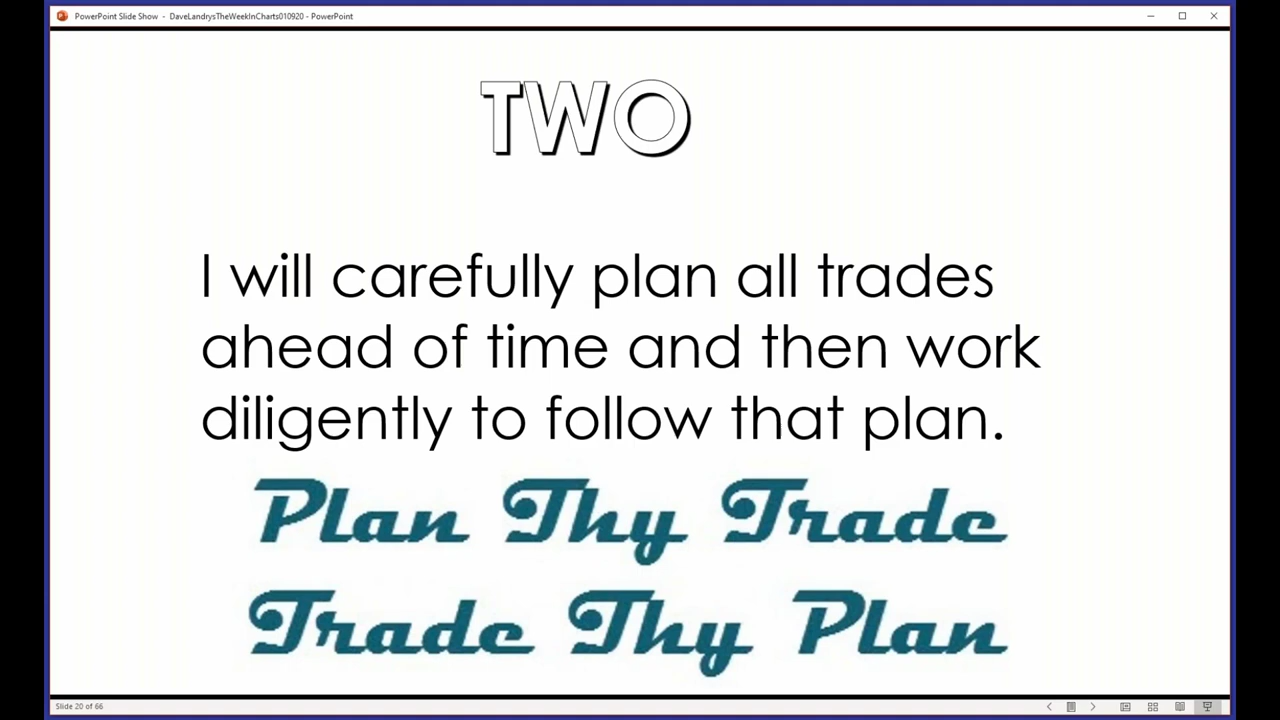 PowerPoint Slide Show - DaveLandrysTheWeekInCharts010920 - PowerPoint
TWO
I will carefully plan all trades
ahead of time and then work
diligently to follow that plan.
Plan Thy Trade
Trade Thy Plan
Slide 20 of 66